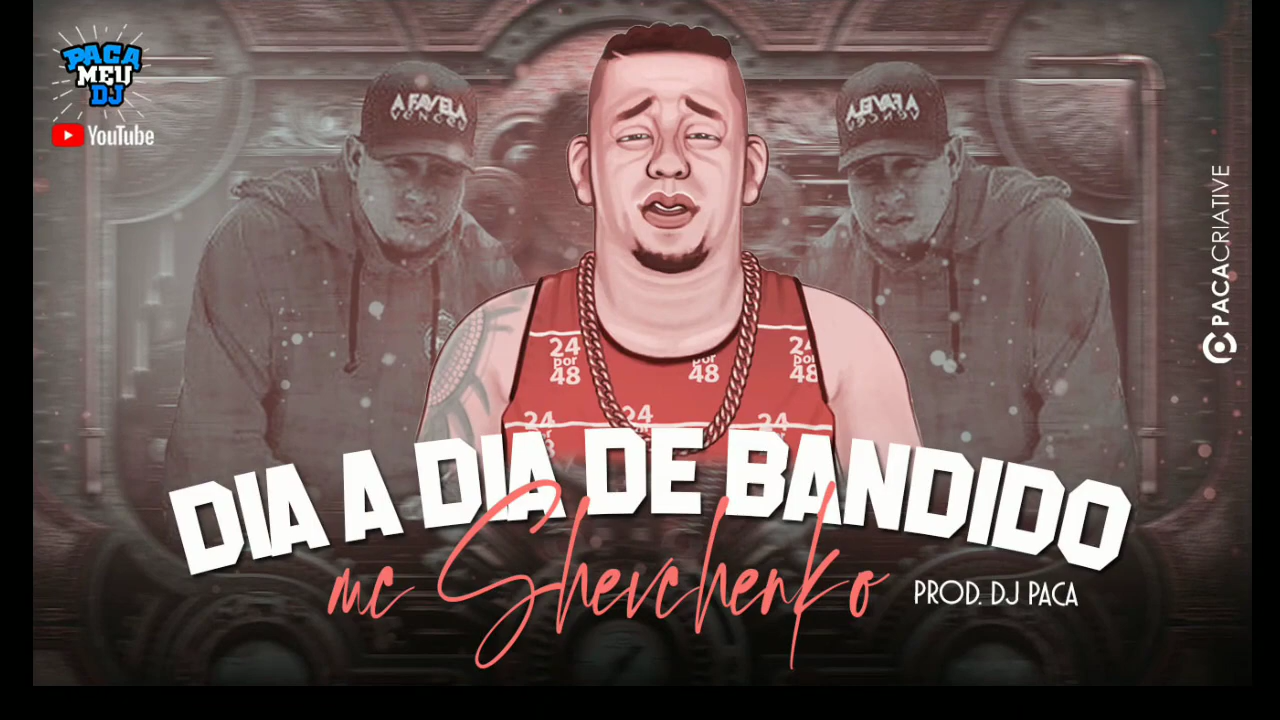 PACA
MEU
DJ
YouTube
A FAVELA
VENCEU
A FAVELA
VENCEU
PACACRIATIVE
24
por
48
por
48
24
por
48
24
24
24
DIA A DIA DE BANDIDO
mc Shevchenko
PROD. DJ PACA